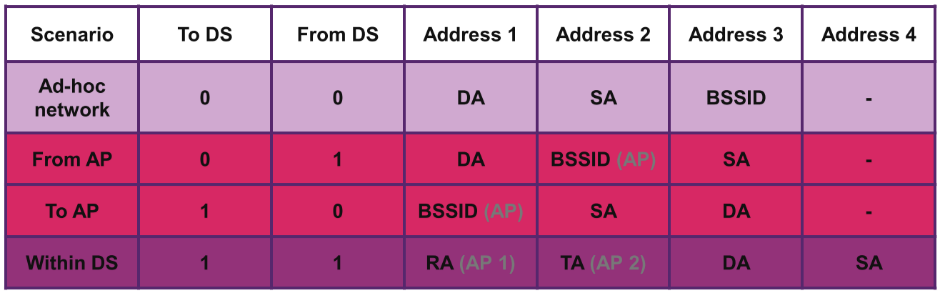 Scenario To DS From DS Address 1 Address 2 Address 3 Address 4
Ad-hoc
network 0 0 DA SA BSSID -
From AP 0 1 DA BSSID (AP) SA -
To AP 1 0 BSSID (AP) SA DA -
Within DS 1 1 RA (AP 1) TA (AP 2) DA SA